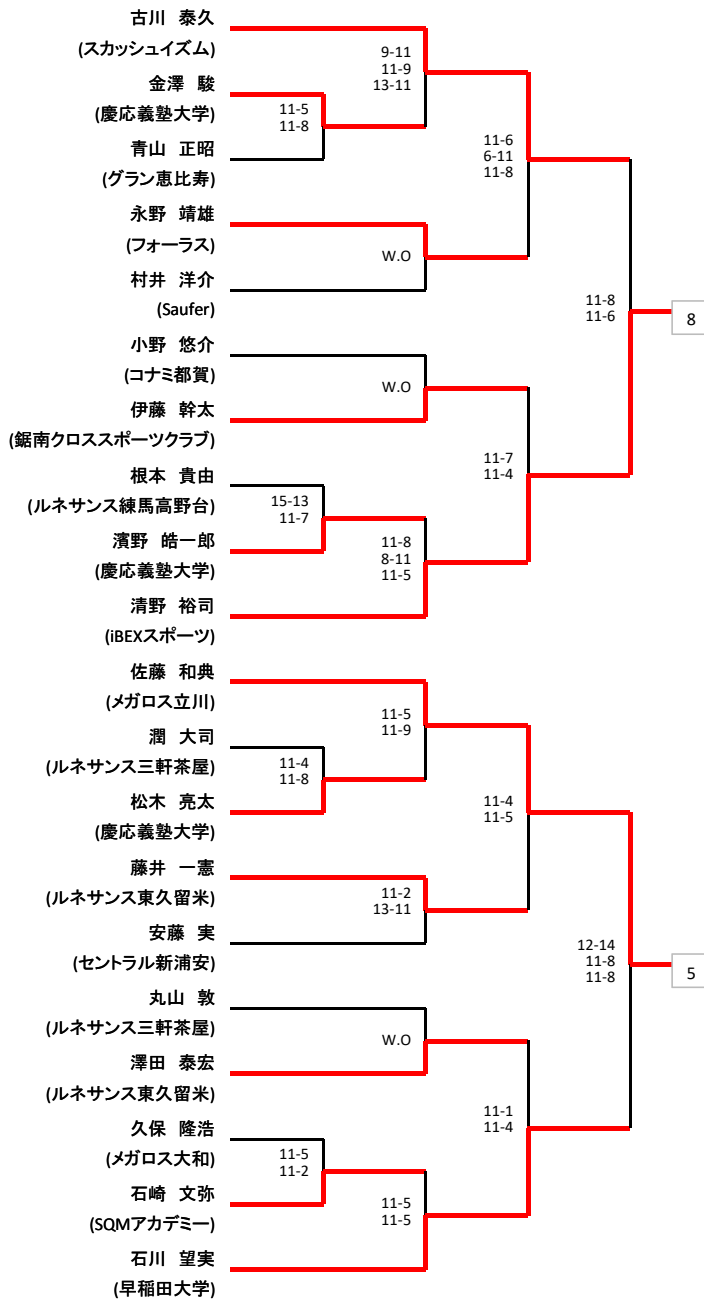 古川 泰久
(スカッシュイズム)
9-11
11-9
13-11
金澤 駿
(慶応義塾大学)
11-5
11-8
青山 正昭
(グラン恵比寿)
11-6
6-11
11-8
永野 靖雄
(フォーラス)
W.O
村井 洋介
(Saufer)
11-8
11-6
8
小野 悠介
(コナミ都賀)
W.O
伊藤 幹太
(鋸南クロススポーツクラブ)
11-7
11-4
根本 貴由
(ルネサンス練馬高野台)
15-13
11-7
濱野 皓一郎
(慶応義塾大学)
11-8
8-11
11-5
清野 裕司
(iBEXスポーツ)
佐藤 和典
(メガロス立川)
11-5
11-9
潤 大司
(ルネサンス三軒茶屋)
11-4
11-8
松木 亮太
(慶応義塾大学)
11-4
11-5
藤井 一憲
(ルネサンス東久留米)
11-2
13-11
安藤 実
(セントラル新浦安)
12-14
11-8
11-8
5
丸山 敦
(ルネサンス三軒茶屋)
W.O
澤田 泰宏
(ルネサンス東久留米)
11-1
11-4
久保 隆浩
(メガロス大和)
11-5
11-2
石崎 文弥
(SQMアカデミー)
11-5
11-5
石川 望実
(早稲田大学)